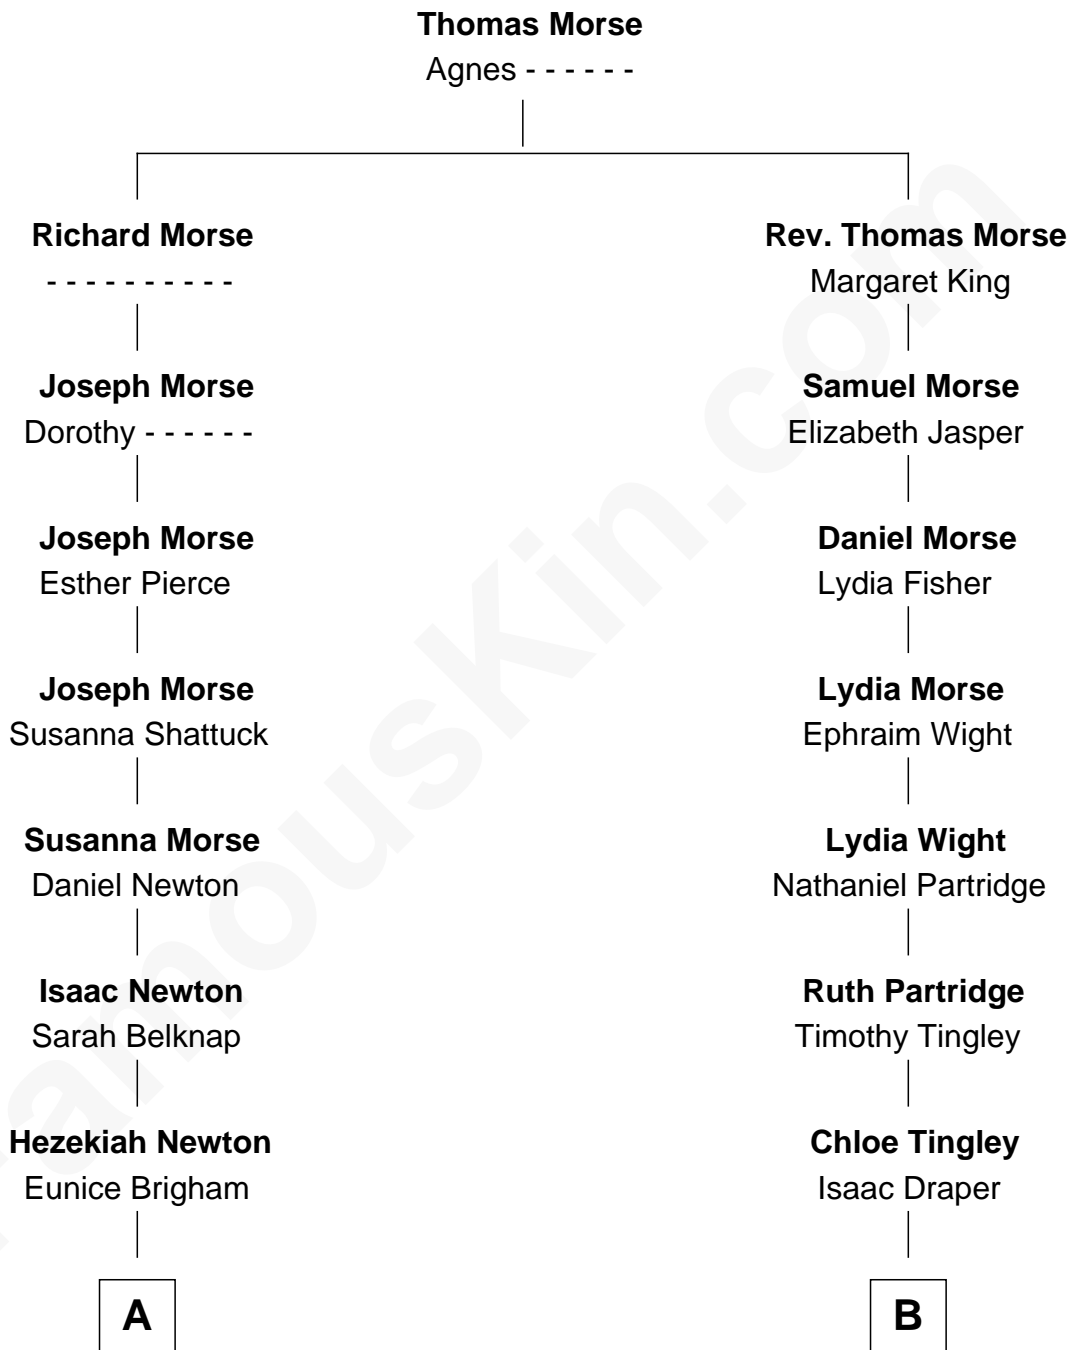 Thomas Morse
Agnes - - - - - -
Richard Morse
- - - - - - - - - -
Rev. Thomas Morse
Margaret King
Joseph Morse
Dorothy - - - - - -
Samuel Morse
Elizabeth Jasper
Joseph Morse
Esther Pierce
Daniel Morse
Lydia Fisher
Joseph Morse
Susanna Shattuck
Lydia Morse
Ephraim Wight
Susanna Morse
Daniel Newton
Lydia Wight
Nathaniel Partridge
Isaac Newton
Sarah Belknap
Ruth Partridge
Timothy Tingley
Hezekiah Newton
Eunice Brigham
Chloe Tingley
Isaac Draper
A
B
FamousKin.com